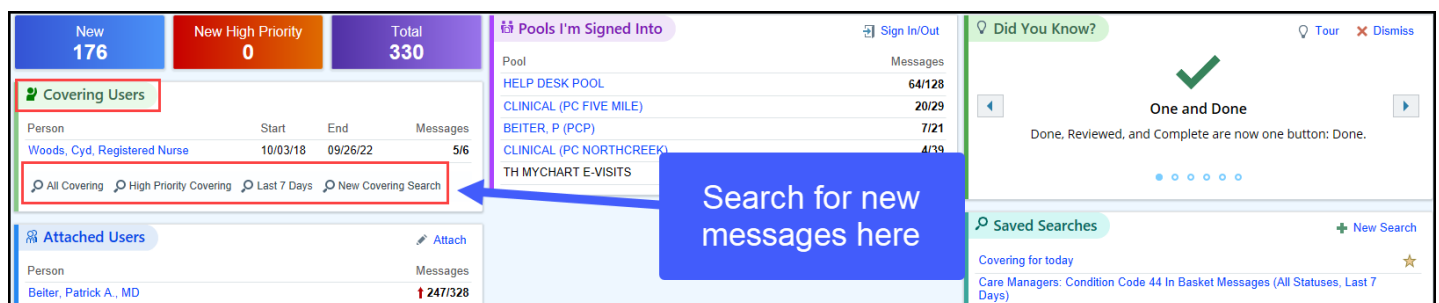 New
176
New High Priority
0
Total
330
Covering Users
Person Start End Messages
Woods, Cyd, Registered Nurse 10/03/18 09/26/22 5/6
All Covering High Priority Covering Last 7 Days New Covering Search
Attached Users Attach
Person Messages
Beiter, Patrick A., MD 247/328
Pools I'm Signed Into Sign In/Out
Pool Messages
HELP DESK POOL 64/128
CLINICAL (PC FIVE MILE) 20/29
BEITER, P (PCP) 7/21
CLINICAL (PC NORTHCREEK) 4/39
TH MYCHART E-VISITS
Search for new
messages here
Did You Know? Tour Dismiss
One and Done
Done, Reviewed, and Complete are now one button: Done.
Saved Searches New Search
Covering for today
Care Managers: Condition Code 44 In Basket Messages (All Statuses, Last 7
Days)